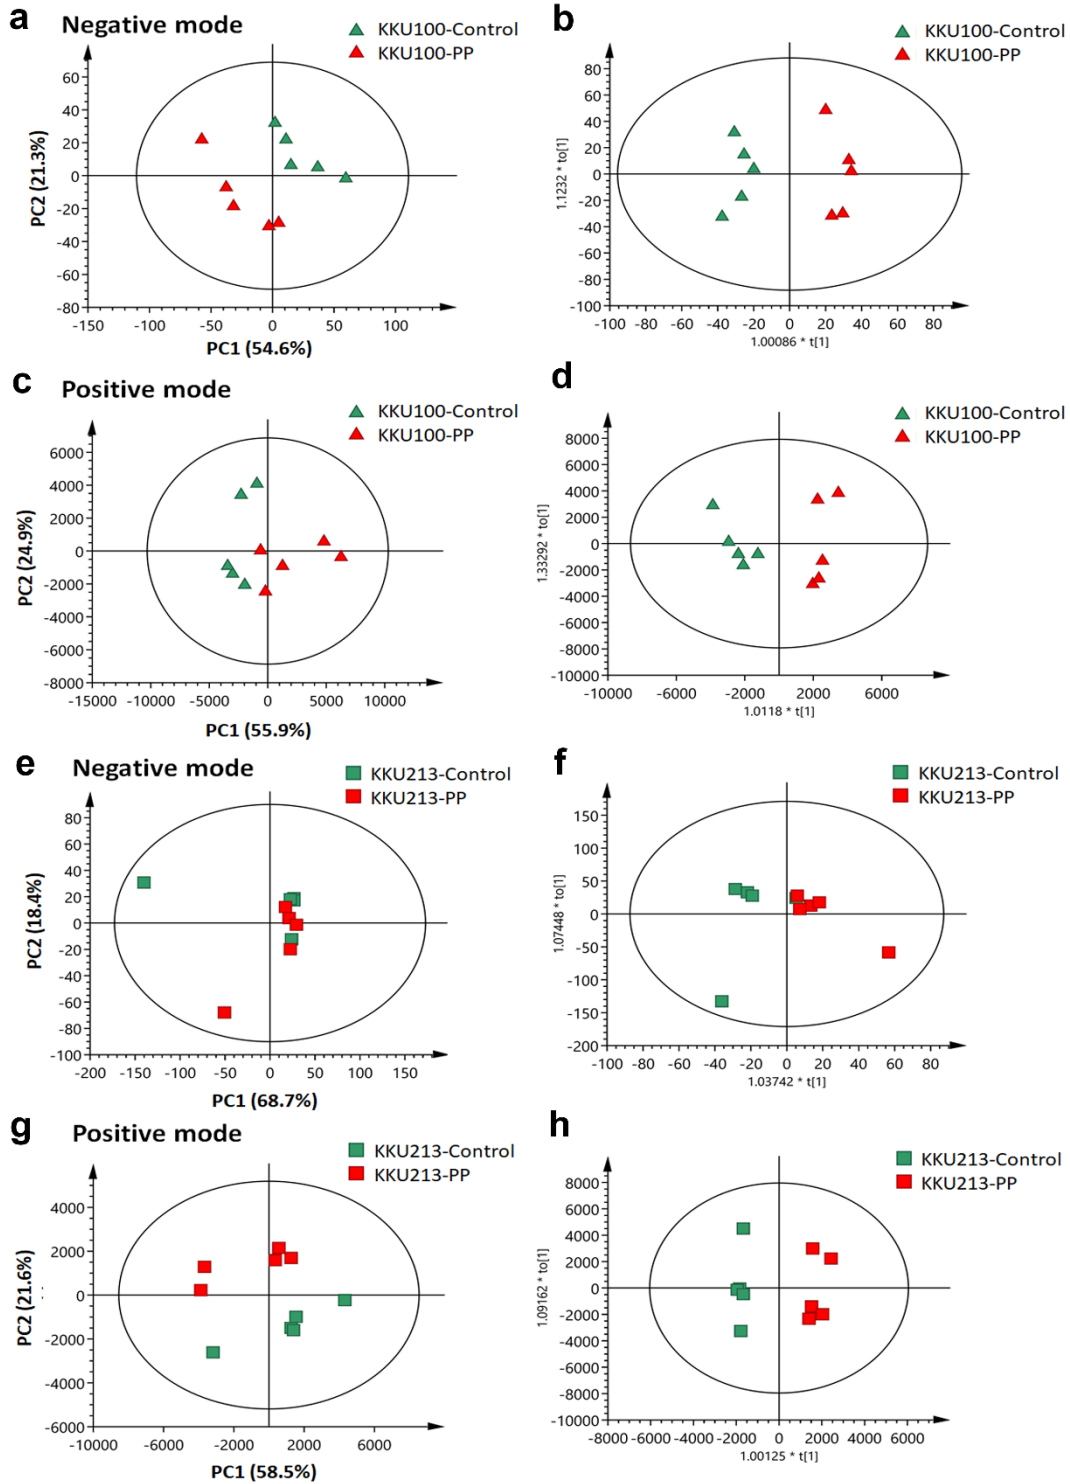 a
Negative mode
KKU100-Control
KKU100-PP
60
40
20
0
-20
-40
-60
-80
PC2 (21.3%)
-150 -100 -50 0 50 100
PC1 (54.6%)
b
KKU100-Control
KKU100-PP
80
60
40
20
0
-20
-40
-60
-80
-100
1.1232 * to[1]
-100 -80 -60 -40 -20 0 20 40 60 80
1.00086 * t[1]
c
Positive mode
KKU100-Control
KKU100-PP
6000
4000
2000
0
-2000
-4000
-6000
-8000
PC2 (24.9%)
-15000 -10000 -5000 0 5000 10000
PC1 (55.9%)
d
KKU100-Control
KKU100-PP
8000
6000
4000
2000
0
-2000
-4000
-6000
-8000
-10000
1.33292 * to[1]
-10000 -6000 -2000 2000 6000
1.0118 * t[1]
e
Negative mode
KKU213-Control
KKU213-PP
80
60
40
20
0
-20
-40
-60
-80
-100
PC2 (18.4%)
-200 -150 -100 -50 0 50 100 150
PC1 (68.7%)
f
KKU213-Control
KKU213-PP
150
100
50
0
-50
-100
-150
-200
1.07448 * to[1]
-100 -80 -60 -40 -20 0 20 40 60 80
1.03742 * t[1]
g
Positive mode
KKU213-Control
KKU213-PP
4000
2000
0
-2000
-4000
-6000
PC2 (21.6%)
-10000 -6000 -2000 2000 6000
PC1 (58.5%)
h
KKU213-Control
KKU213-PP
8000
6000
4000
2000
0
-2000
-4000
-6000
-8000
-10000
1.09162 * to[1]
-8000 -6000 -4000 -2000 0 2000 4000 6000
1.00125 * t[1]